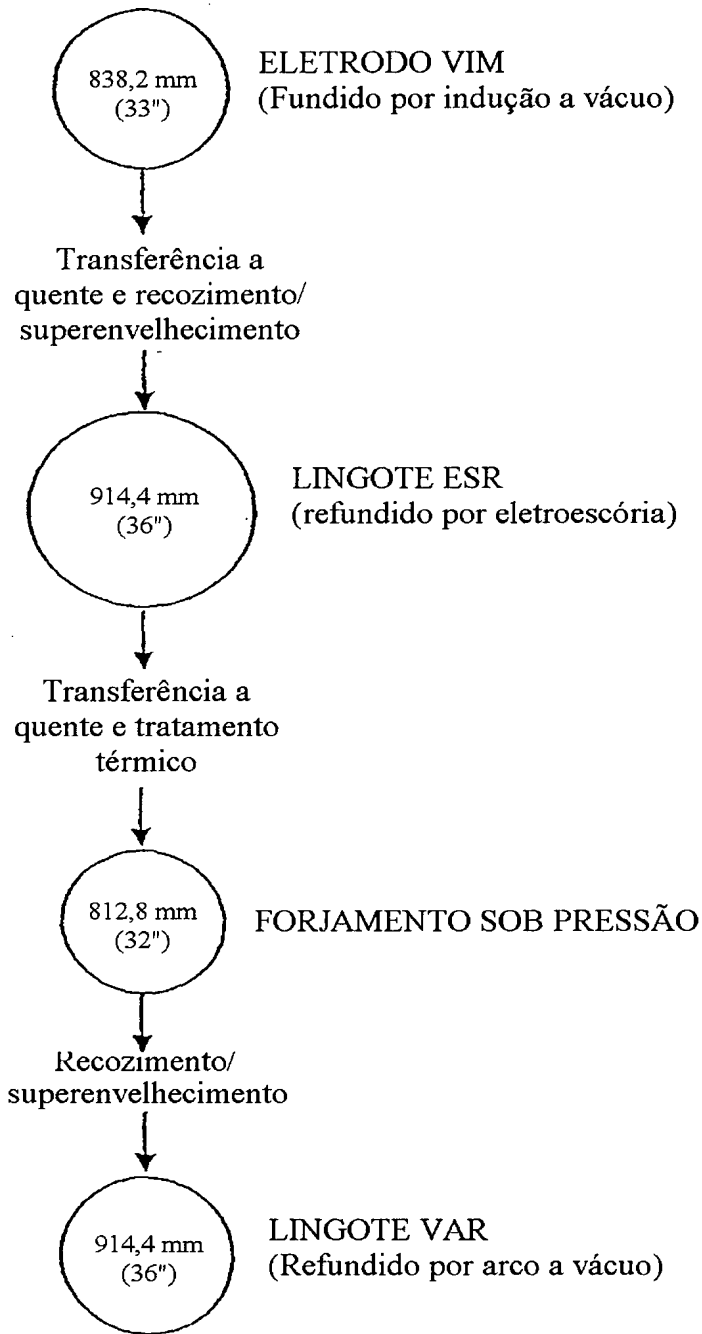 838,2 mm
(33")
ELETRODO VIM
(Fundido por indução a vácuo)
Transferência a
quente e recozimento/
superenvelhecimento
914,4 mm
(36")
LINGOTE ESR
(refundido por eletroescória)
Transferência a
quente e tratamento
térmico
812,8 mm
(32")
FORJAMENTO SOB PRESSÃO
Recozimento/
superenvelhecimento
914,4 mm
(36")
LINGOTE VAR
(Refundido por arco a vácuo)